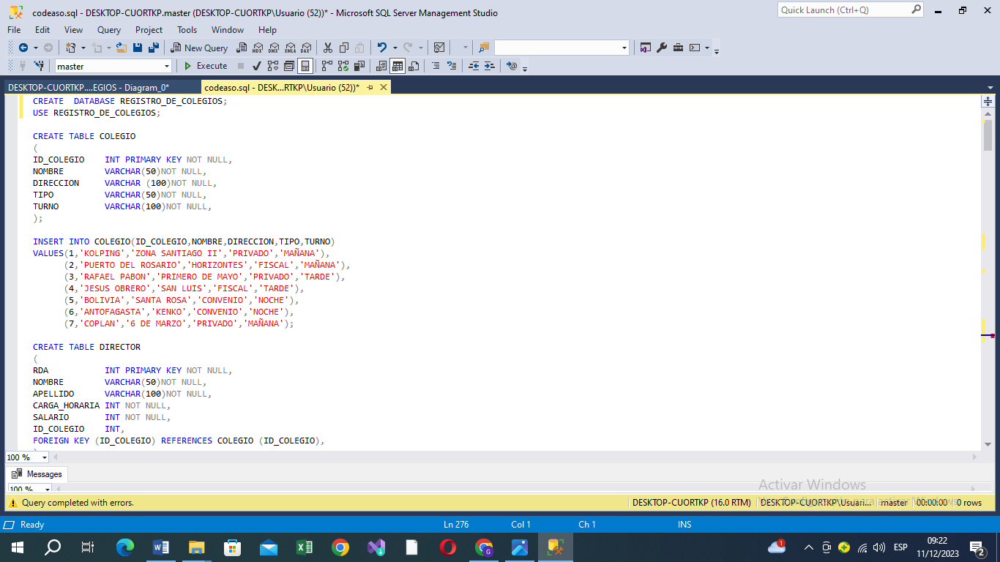 codeaso.sql - DESKTOP-CUORTKP.master (DESKTOP-CUORTKP\Usuario (52))* - Microsoft SQL Server Management Studio
Quick Launch (Ctrl+Q)
File Edit View Query Project Tools Window Help
New Query MDX DMX XMLA DAX
master Execute
DESKTOP-CUORTKP....EGIOS - Diagram_0* codeaso.sql - DESK...RTKP\Usuario (52))*
CREATE  DATABASE REGISTRO_DE_COLEGIOS;
USE REGISTRO_DE_COLEGIOS;
CREATE TABLE COLEGIO
(
ID_COLEGIO    INT PRIMARY KEY NOT NULL,
NOMBRE        VARCHAR(50)NOT NULL,
DIRECCION     VARCHAR (100)NOT NULL,
TIPO          VARCHAR(50)NOT NULL,
TURNO         VARCHAR(100)NOT NULL,
);
INSERT INTO COLEGIO(ID_COLEGIO,NOMBRE,DIRECCION,TIPO,TURNO)
VALUES(1,'KOLPING','ZONA SANTIAGO II','PRIVADO','MAÑANA'),
(2,'PUERTO DEL ROSARIO','HORIZONTES','FISCAL','MAÑANA'),
(3,'RAFAEL PABON','PRIMERO DE MAYO','PRIVADO','TARDE'),
(4,'JESUS OBRERO','SAN LUIS','FISCAL','TARDE'),
(5,'BOLIVIA','SANTA ROSA','CONVENIO','NOCHE'),
(6,'ANTOFAGASTA','KENKO','CONVENIO','NOCHE'),
(7,'COPLAN','6 DE MARZO','PRIVADO','MAÑANA');
CREATE TABLE DIRECTOR
(
RDA           INT PRIMARY KEY NOT NULL,
NOMBRE        VARCHAR(50)NOT NULL,
APELLIDO      VARCHAR(100)NOT NULL,
CARGA_HORARIA INT NOT NULL,
SALARIO       INT NOT NULL,
ID_COLEGIO    INT,
FOREIGN KEY (ID_COLEGIO) REFERENCES COLEGIO (ID_COLEGIO),
100 %
Messages
100 %
Activar Windows
Query completed with errors. DESKTOP-CUORTKP (16.0 RTM) DESKTOP-CUORTKP\Usuari... master 00:00:00 0 rows
Ready Ln 276 Col 1 Ch 1 INS
1 ESP 09:22
11/12/2023 2